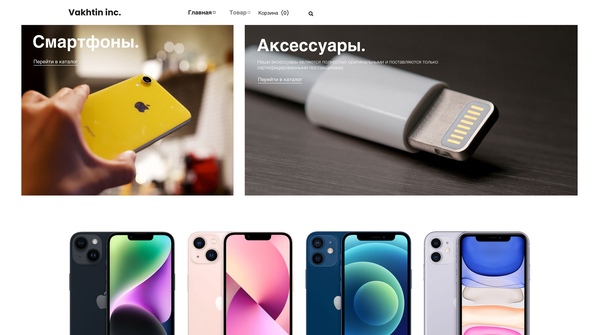 Vakhtin inc.
Главная
Товар
Корзина (0)
Смартфоны.
Перейти в каталог
Аксессуары.
Наши аксессуары являются полностью оригинальными и поставляются только
сертифицированными поставщиками.
Перейти в каталог